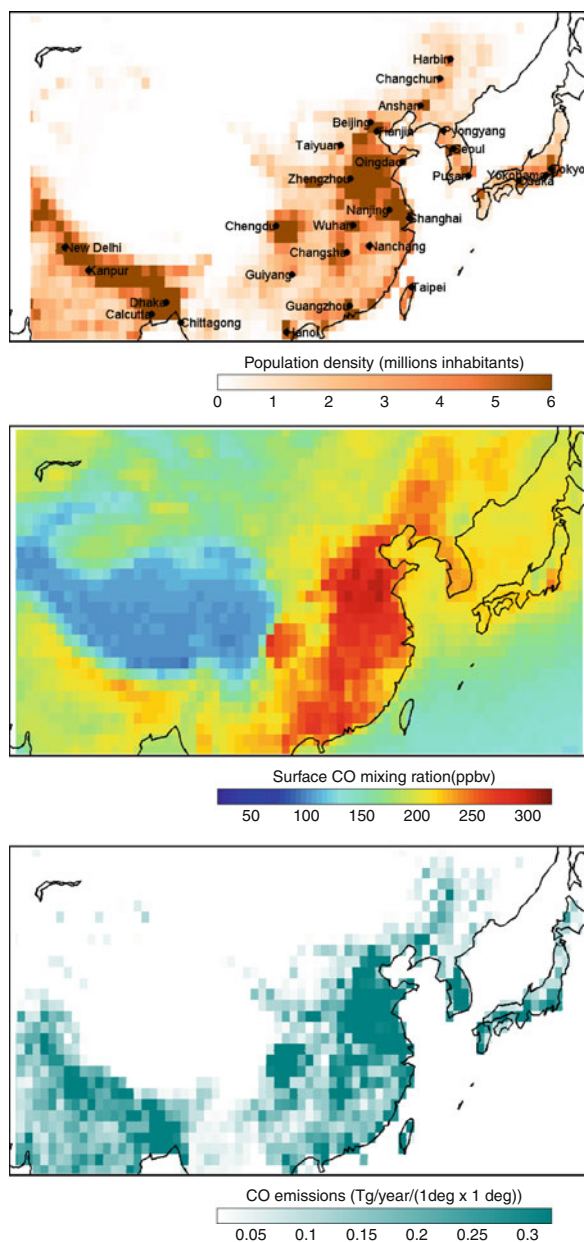 Harbin
Changchun
Anshan
Beijing
Tianjin
Pyongyang
Taiyuan
Seoul
Qingdao
Tokyo
Zhengzhou
Pusan
Yokohama
Osaka
Nanjing
Shanghai
Chengdu
Wuhan
New Delhi
Changsha
Nanchang
Kanpur
Guiyang
Taipei
Dhaka
Guangzhou
Calcutta
Chittagong
Hanoi
Population density (millions inhabitants)
0 1 2 3 4 5 6
Surface CO mixing ration(ppbv)
50 100 150 200 250 300
CO emissions (Tg/year/(1deg x 1 deg))
0.05 0.1 0.15 0.2 0.25 0.3